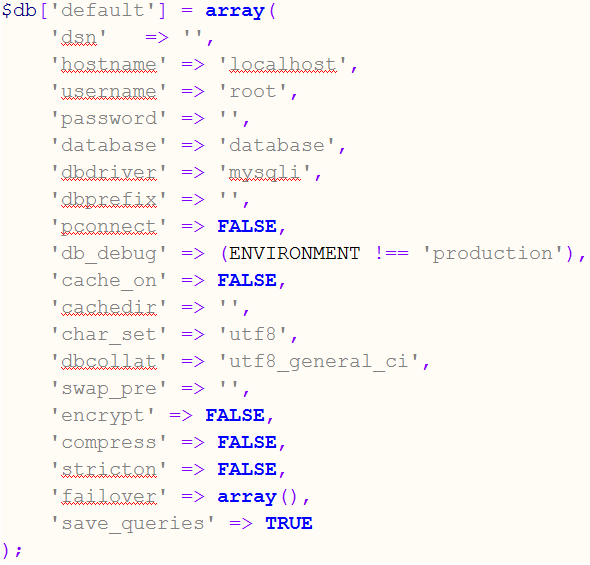 $db['default'] = array(
    'dsn'   => '',
    'hostname' => 'localhost',
    'username' => 'root',
    'password' => '',
    'database' => 'database',
    'dbdriver' => 'mysqli',
    'dbprefix' => '',
    'pconnect' => FALSE,
    'db_debug' => (ENVIRONMENT !== 'production'),
    'cache_on' => FALSE,
    'cachedir' => '',
    'char_set' => 'utf8',
    'dbcollat' => 'utf8_general_ci',
    'swap_pre' => '',
    'encrypt' => FALSE,
    'compress' => FALSE,
    'stricton' => FALSE,
    'failover' => array(),
    'save_queries' => TRUE
);